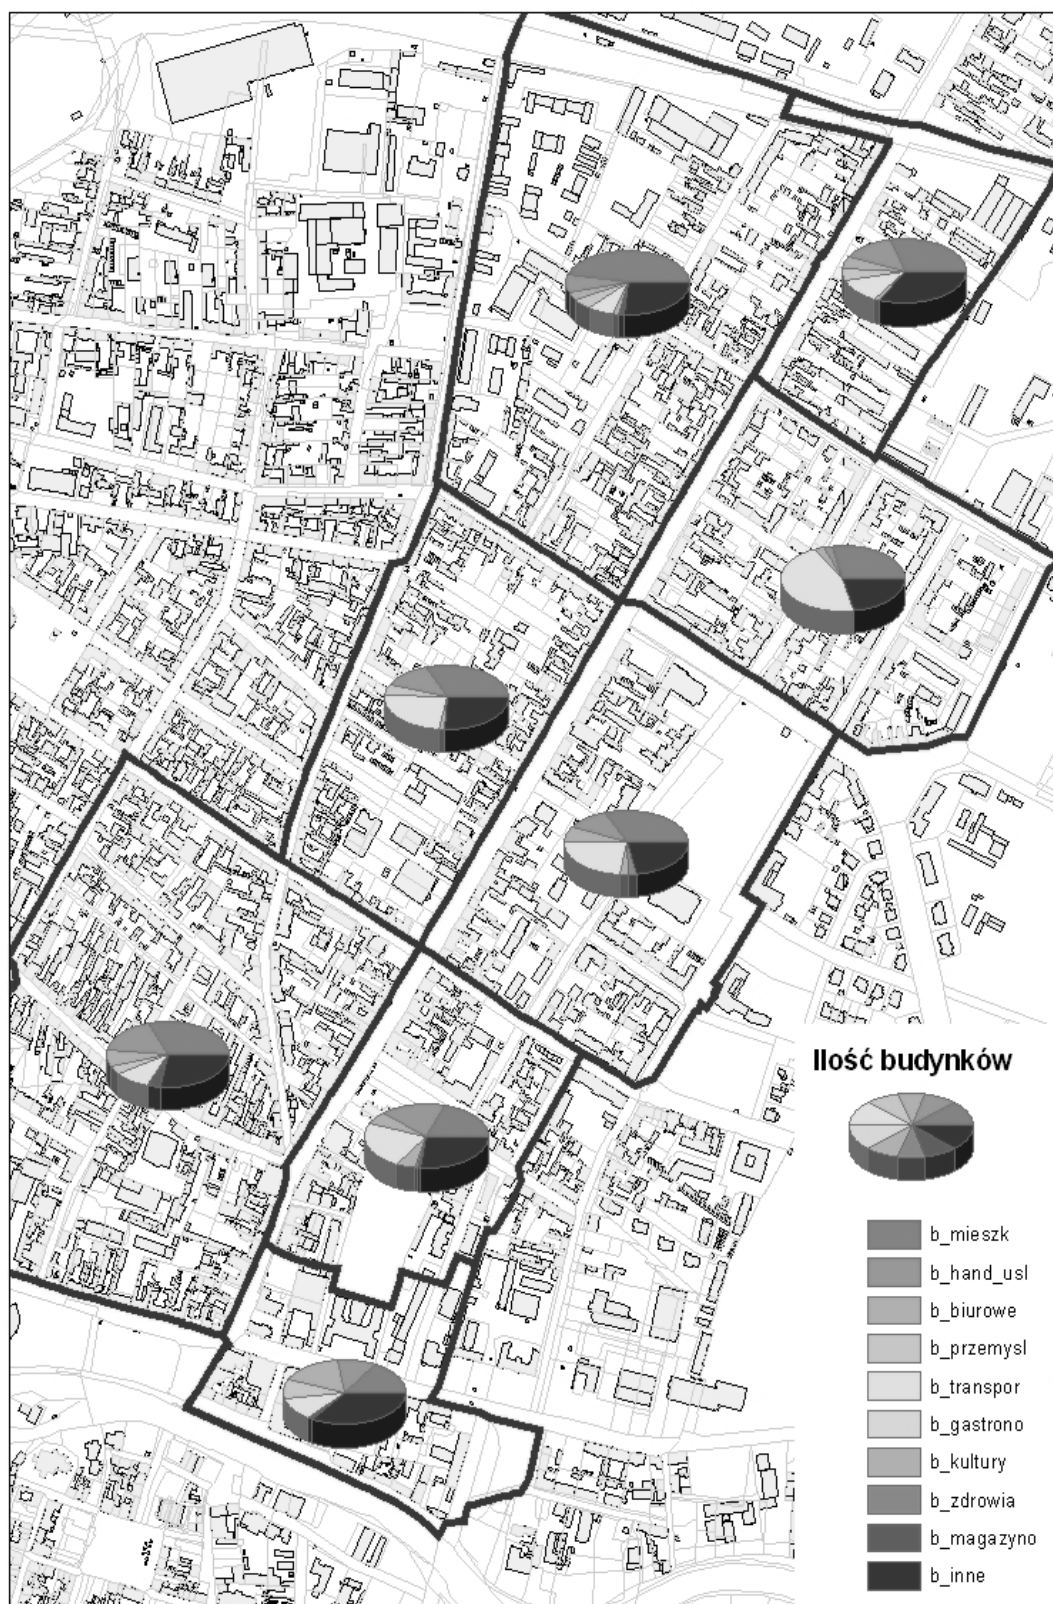 Ilość budynków
b_mieszk
b_hand_usl
b_biurowe
b_przemysl
b_transpor
b_gastrono
b_kultury
b_zdrowia
b_magazyno
b_inne